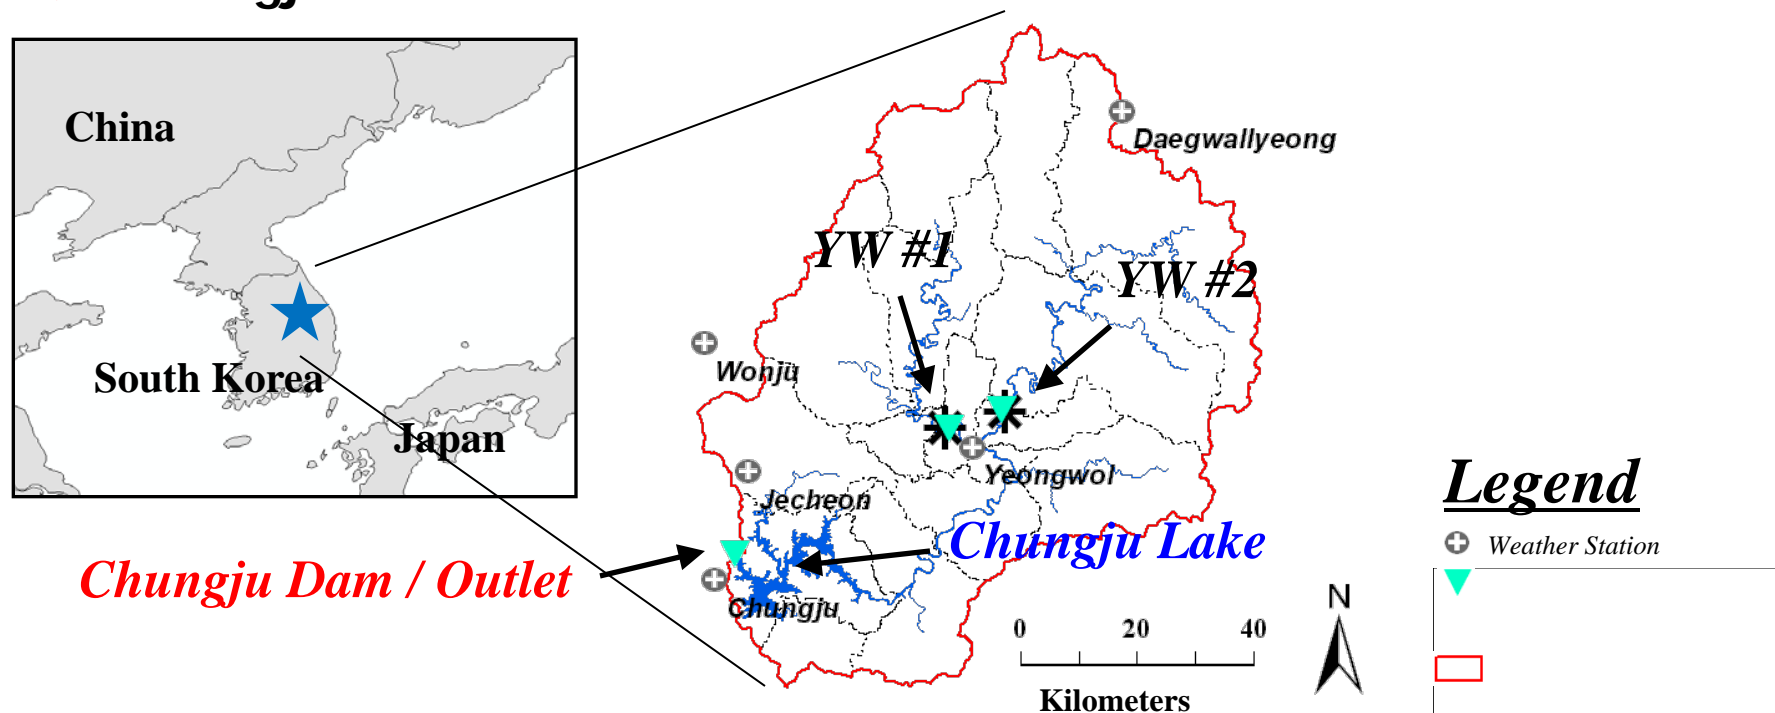 China
South Korea
Japan
Daegwallyeong
YW #1
YW #2
Wonju
Yeongwol
Jecheon
Chungju Lake
Chungju Dam / Outlet
Chungju
0 20 40
Kilometers
N
Legend
Weather Station